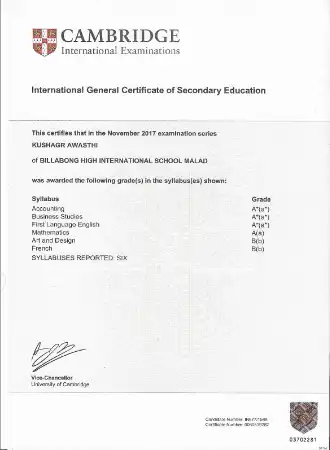 CAMBRIDGE
International Examinations
International General Certificate of Secondary Education
This certifies that in the November 2017 examination series
KUSHAGR AWASTHI
of BILLABONG HIGH INTERNATIONAL SCHOOL MALAD
was awarded the following grade(s) in the syllabus(es) shown:
Syllabus Grade
Accounting A*(a*)
Business Studies A*(a*)
First Language English A*(a*)
Mathematics A(a)
Art and Design B(b)
French B(b)
SYLLABUSES REPORTED: SIX
Vice-Chancellor
University of Cambridge
Candidate Number
Certificate Number
03702281